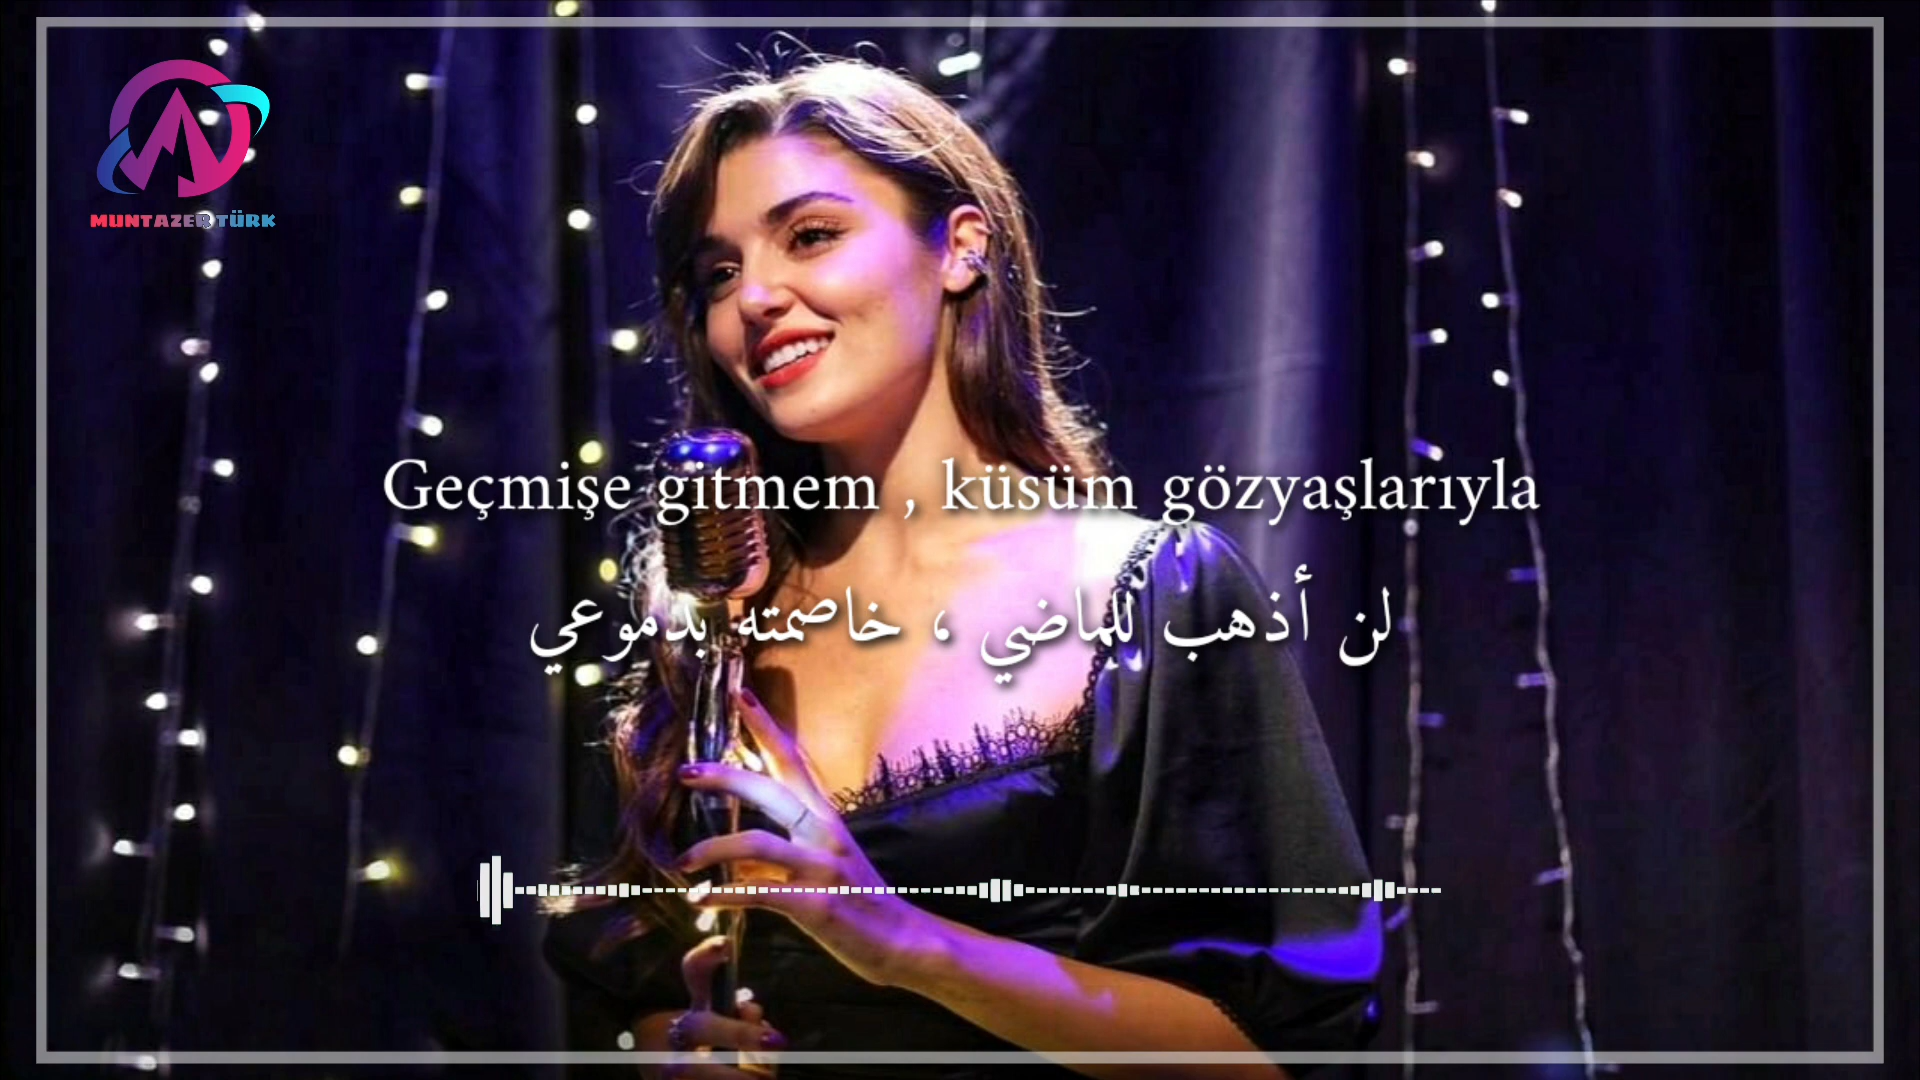 MUNTAZER TÜRK
Geçmişe gitmem , küsüm gözyaşlarıyla
لن أذهب للماضي ، خاصمته بدموعي